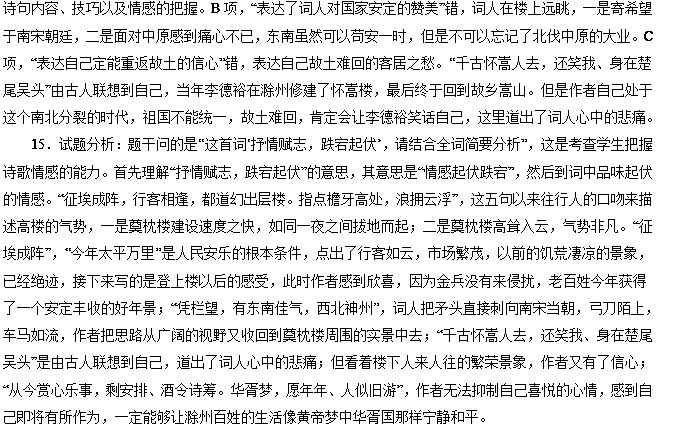 诗句内容、技巧以及情感的把握。B 项，“表达了词人对国家安定的赞美”错，词人在楼上远眺，一是寄希望
于南宋朝廷，二是面对中原感到痛心不已，东南虽然可以苟安一时，但是不可以忘记了北伐中原的大业。C
项，“表达自己定能重返故土的信心”错，表达自己故土难回的客居之愁。“千古怀嵩人去，还笑我、身在楚
尾吴头”由古人联想到自己，当年李德裕在滁州修建了怀嵩楼，最终终于回到故乡嵩山。但是作者自己处于
这个南北分裂的时代，祖国不能统一，故土难回，肯定会让李德裕笑话自己，这里道出了词人心中的悲痛。
15．试题分析：题干问的是“这首词‘抒情赋志，跌宕起伏’，请结合全词简要分析”，这是考查学生把握
诗歌情感的能力。首先理解“抒情赋志，跌宕起伏”的意思，其意思是“情感起伏跌宕”，然后到词中品味起伏
的情感。“征埃成阵，行客相逢，都道幻出层楼。指点檐牙高处，浪拥云浮”，这五句以来往行人的口吻来描
述高楼的气势，一是奠枕楼建设速度之快，如同一夜之间拔地而起；二是奠枕楼高耸入云，气势非凡。“征
埃成阵”，“今年太平万里”是人民安乐的根本条件，点出了行客如云，市场繁茂，以前的饥荒凄凉的景象，
已经绝迹，接下来写的是登上楼以后的感受，此时作者感到欣喜，因为金兵没有来侵扰，老百姓今年获得
了一个安定丰收的好年景；“凭栏望，有东南佳气，西北神州”，词人把矛头直接刺向南宋当朝，弓刀陌上，
车马如流，作者把思路从广阔的视野又收回到奠枕楼周围的实景中去；“千古怀嵩人去，还笑我、身在楚尾
吴头”是由古人联想到自己，道出了词人心中的悲痛；但看着楼下人来人往的繁荣景象，作者又有了信心；
“从今赏心乐事，剩安排、酒令诗筹。华胥梦，愿年年、人似旧游”，作者无法抑制自己喜悦的心情，感到自
己即将有所作为，一定能够让滁州百姓的生活像黄帝梦中华胥国那样宁静和平。